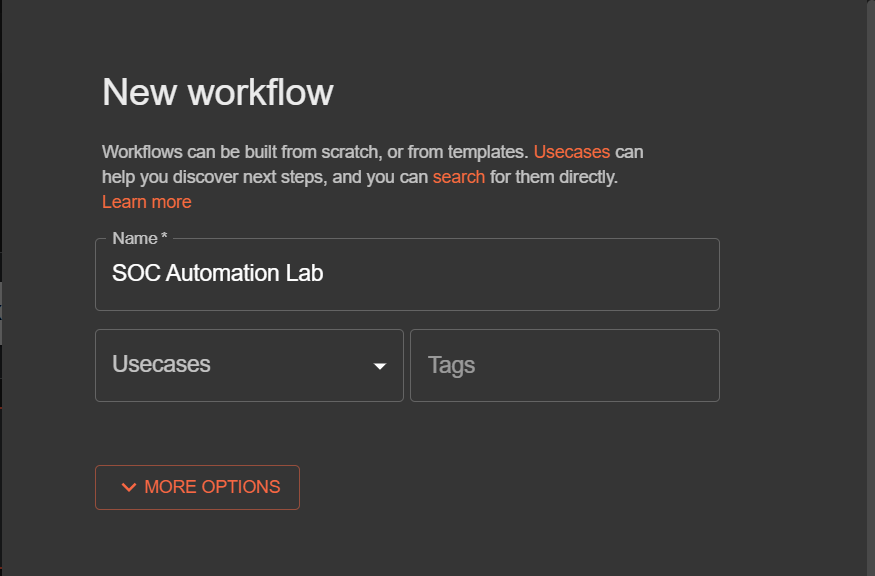 New workflow
Workflows can be built from scratch, or from templates. Usecases can
help you discover next steps, and you can search for them directly.
Learn more
Name *
SOC Automation Lab
Usecases
Tags
MORE OPTIONS